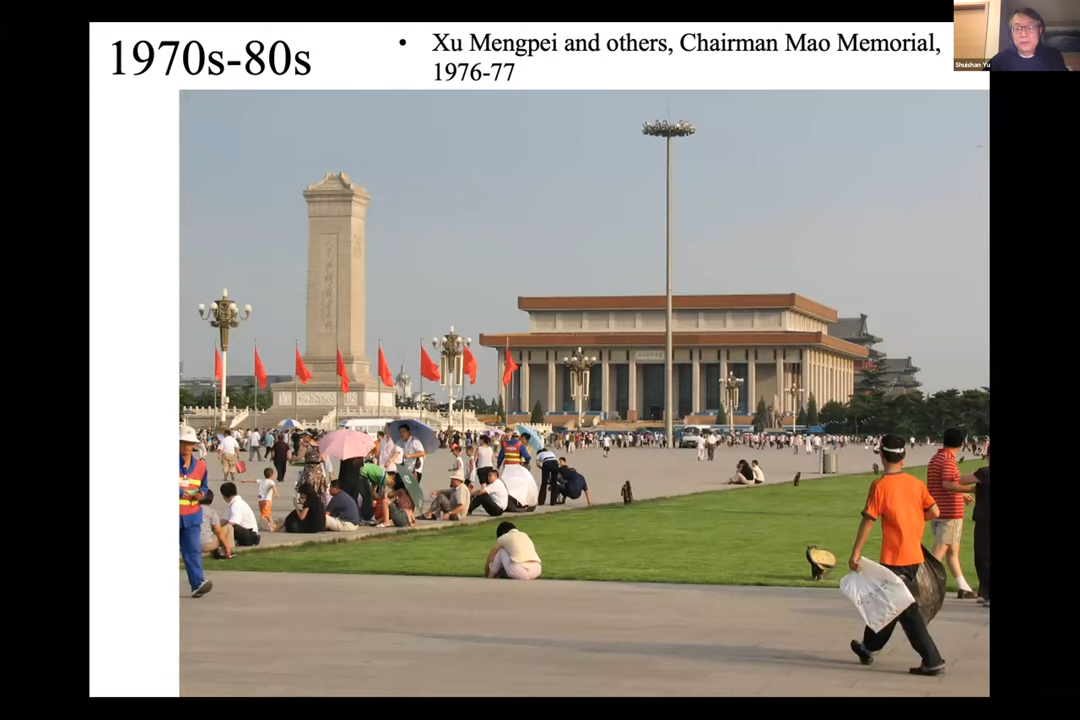 1970s-80s
• Xu Mengpei and others, Chairman Mao Memorial,
1976-77
Shuishan Yu